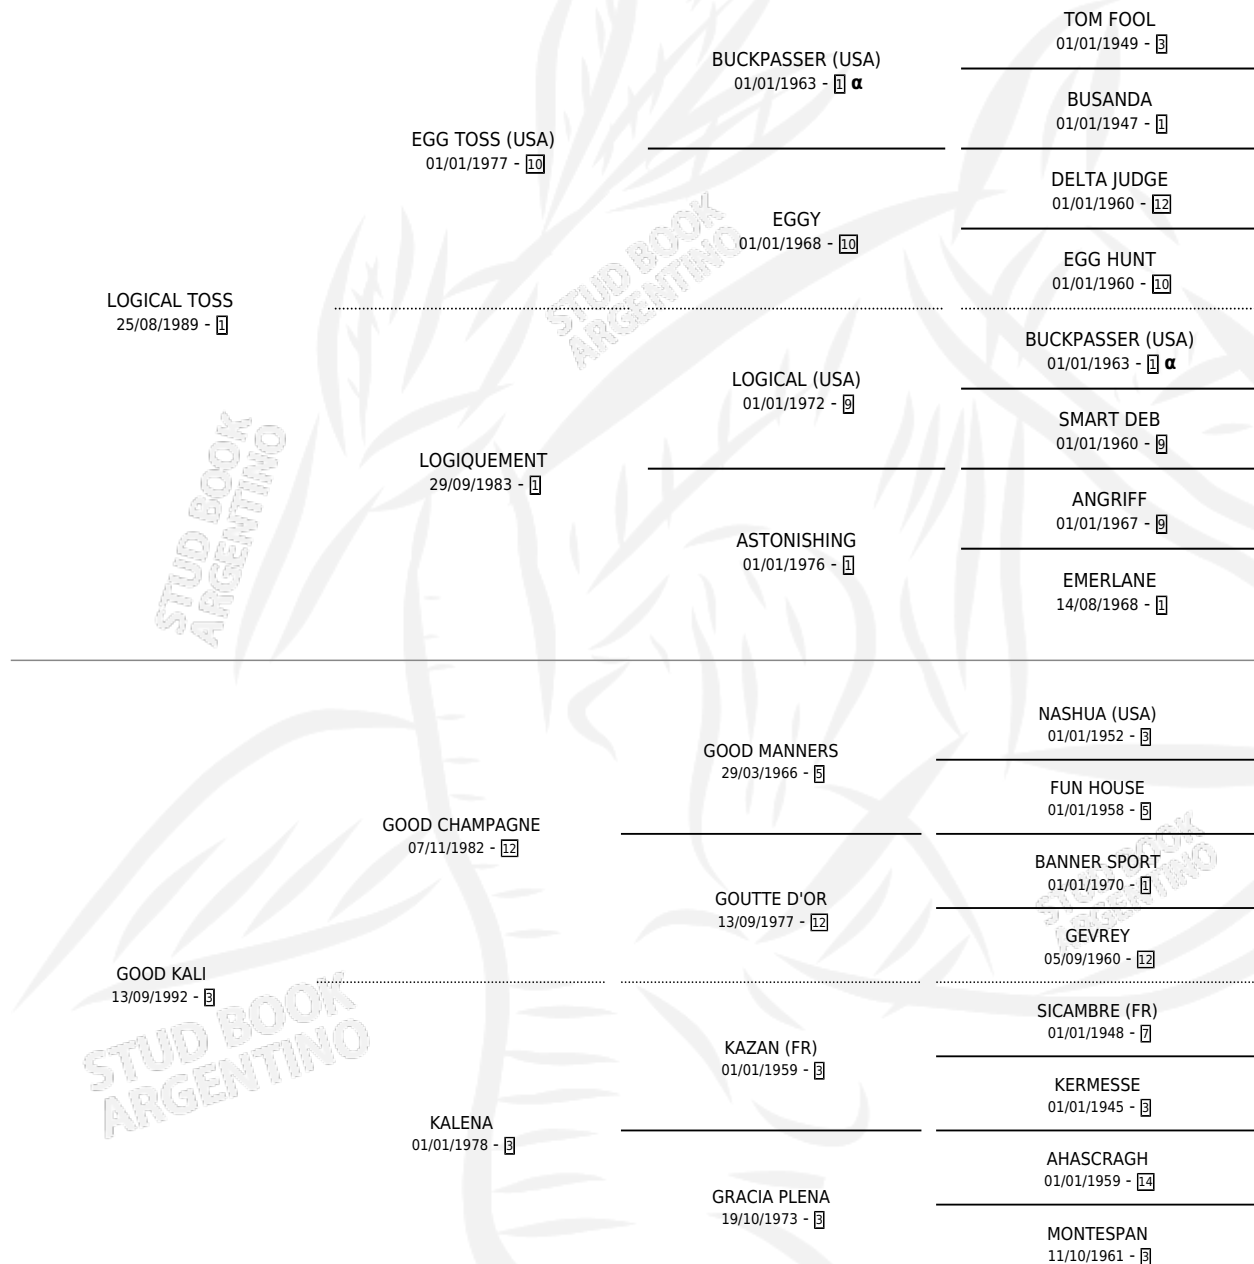 TOM FOOL
01/01/1949 - 3
BUCKPASSER (USA)
01/01/1963 - 1 α
BUSANDA
01/01/1947 - 1
EGG TOSS (USA)
01/01/1977 - 10
DELTA JUDGE
01/01/1960 - 12
EGGY
01/01/1968 - 10
EGG HUNT
01/01/1960 - 10
LOGICAL TOSS
25/08/1989 - 1
BUCKPASSER (USA)
01/01/1963 - 1 α
LOGICAL (USA)
01/01/1972 - 9
SMART DEB
01/01/1960 - 9
LOGIQUEMENT
29/09/1983 - 1
ANGRIFF
01/01/1967 - 9
ASTONISHING
01/01/1976 - 1
EMERLANE
14/08/1968 - 1
NASHUA (USA)
01/01/1952 - 3
GOOD MANNERS
29/03/1966 - 5
FUN HOUSE
01/01/1958 - 5
GOOD CHAMPAGNE
07/11/1982 - 12
BANNER SPORT
01/01/1970 - 1
GOUTTE D'OR
13/09/1977 - 12
GEVREY
05/09/1960 - 12
GOOD KALI
13/09/1992 - 3
SICAMBRE (FR)
01/01/1948 - 7
KAZAN (FR)
01/01/1959 - 3
KERMESSE
01/01/1945 - 3
KALENA
01/01/1978 - 3
AHASCRAGH
01/01/1959 - 14
GRACIA PLENA
19/10/1973 - 3
MONTESPAN
11/10/1961 - 3
STUD BOOK
ARGENTINO
STUD BOOK
ARGENTINO
STUD BOOK
ARGENTINO
STUD BOOK
ARGENTINO